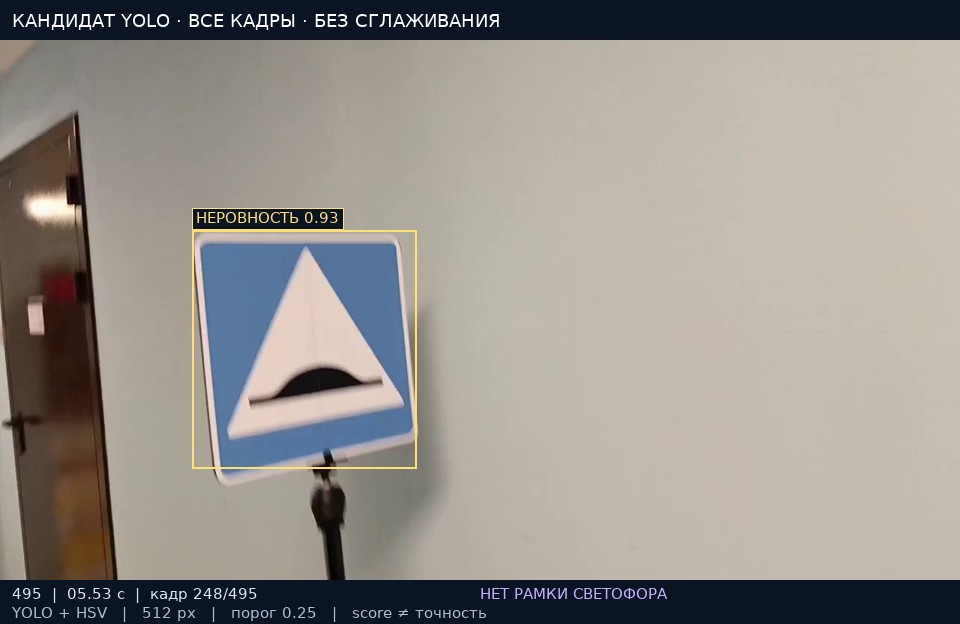 КАНДИДАТ YOLO · ВСЕ КАДРЫ · БЕЗ СГЛАЖИВАНИЯ
НЕРОВНОСТЬ 0.93
495 | 05.53 с | кадр 248/495
НЕТ РАМКИ СВЕТОФОРА
YOLO + HSV | 512 px | порог 0.25 | score ≠ точность